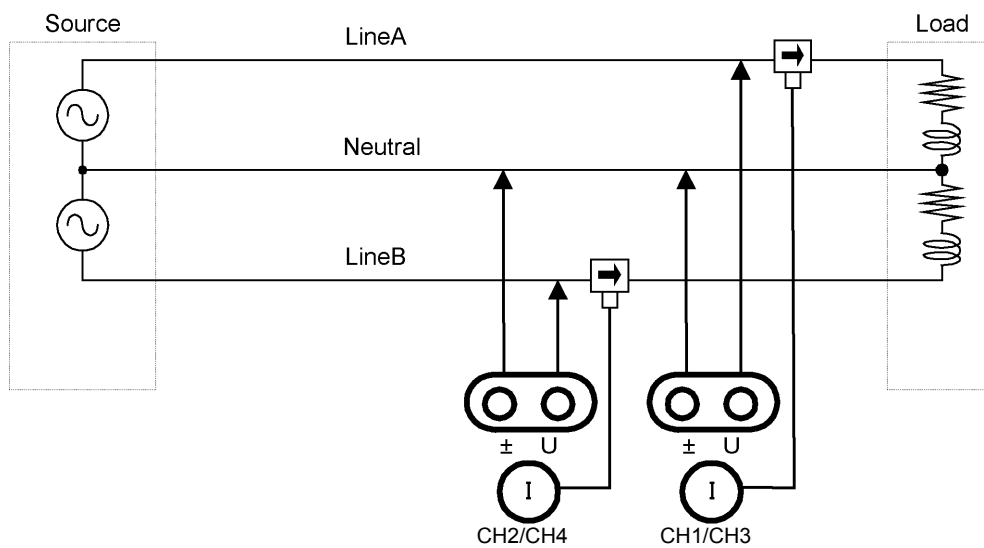 Source
Load
LineA
Neutral
LineB
± U
± U
I
I
CH2/CH4
CH1/CH3